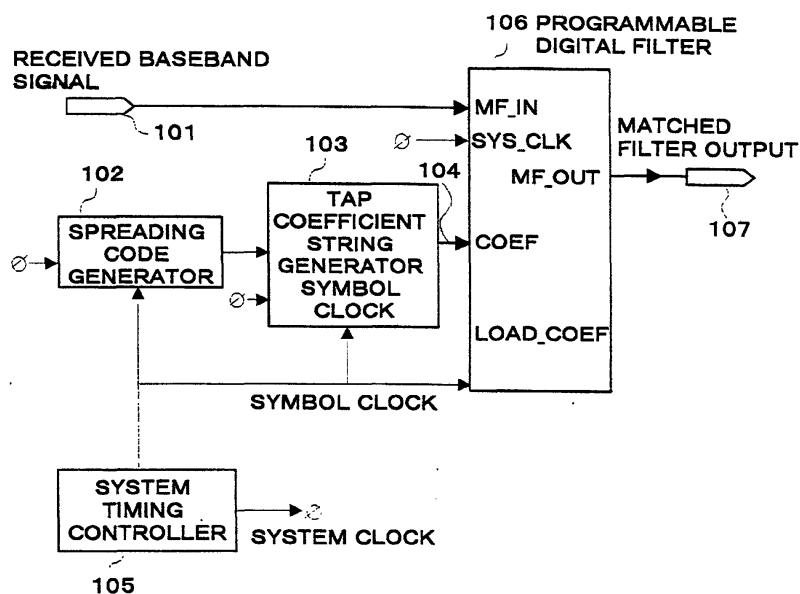 106 PROGRAMMABLE
DIGITAL FILTER
RECEIVED BASEBAND
SIGNAL
101
MF_IN
SYS_CLK
MATCHED
FILTER OUTPUT
MF_OUT
107
102
SPREADING
CODE
GENERATOR
103
TAP
COEFFICIENT
STRING
GENERATOR
SYMBOL
CLOCK
104
COEF
LOAD_COEF
SYMBOL CLOCK
SYSTEM
TIMING
CONTROLLER
105
SYSTEM CLOCK